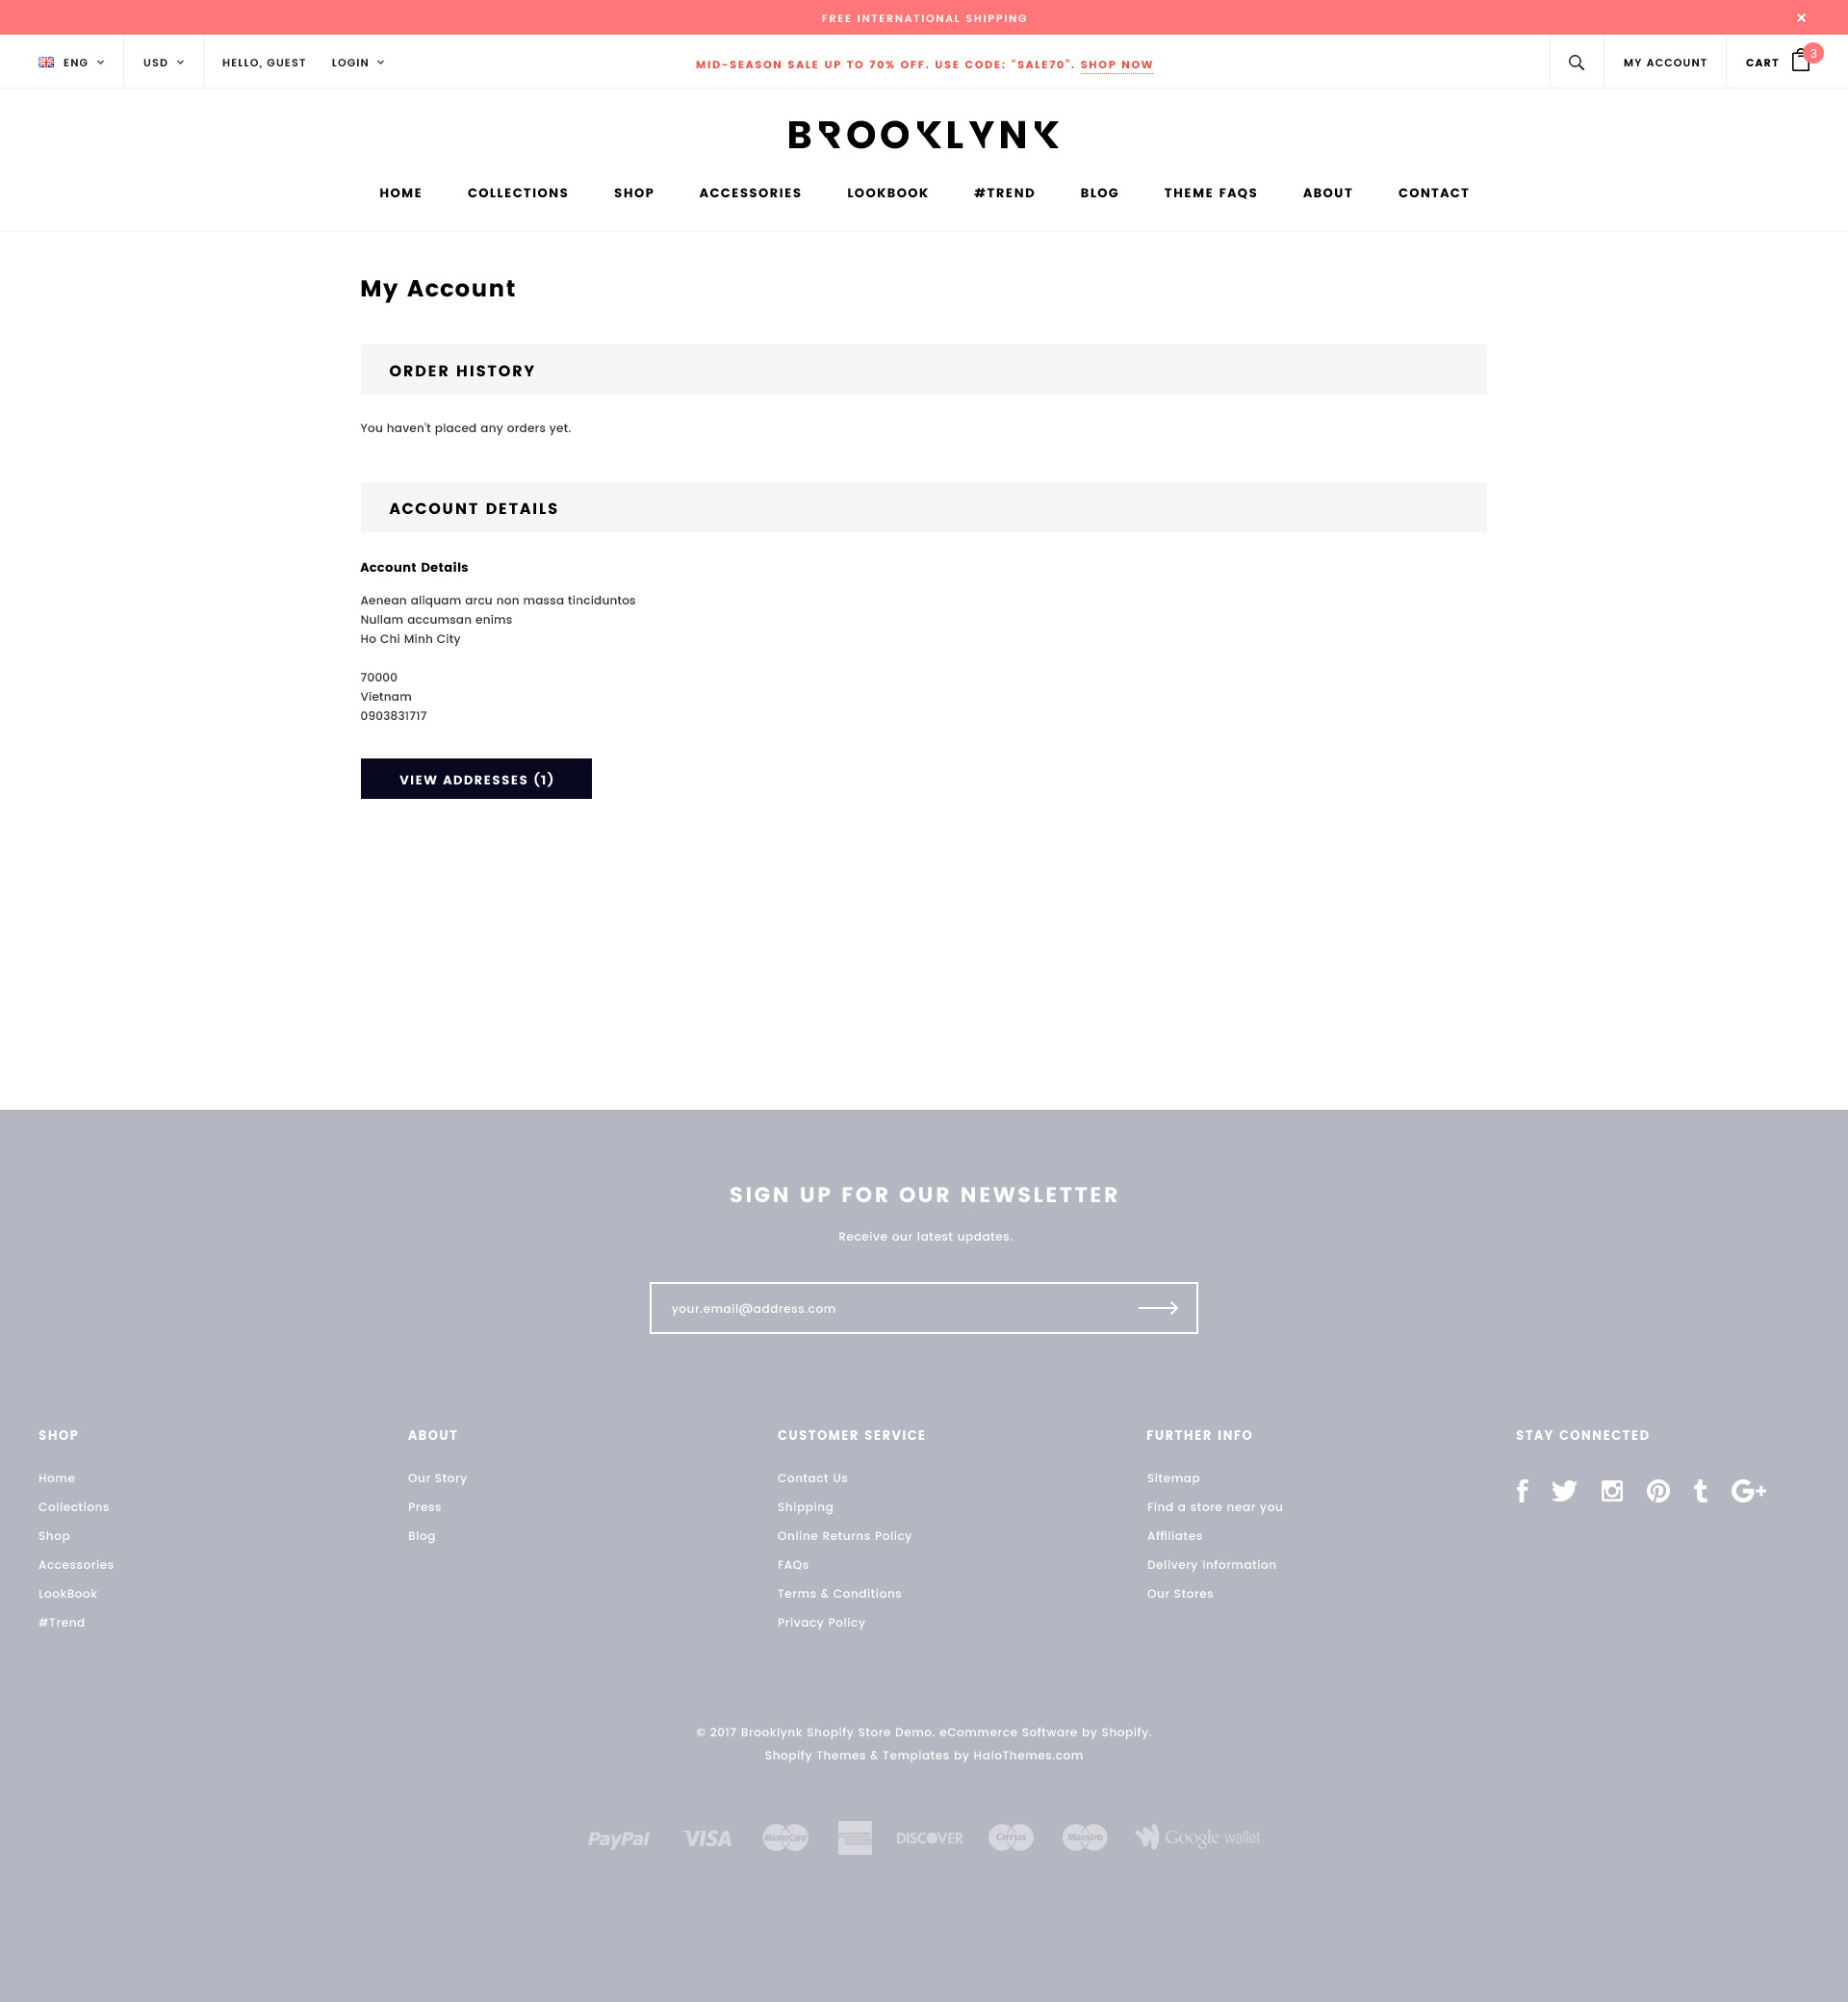 FREE INTERNATIONAL SHIPPING
ENG USD HELLO, GUEST LOGIN MID-SEASON SALE UP TO 70% OFF. USE CODE: "SALE70". SHOP NOW MY ACCOUNT CART 3
BROOKLYNK
HOME COLLECTIONS SHOP ACCESSORIES LOOKBOOK #TREND BLOG THEME FAQS ABOUT CONTACT
My Account
ORDER HISTORY
You haven't placed any orders yet.
ACCOUNT DETAILS
Account Details
Aenean aliquam arcu non massa tinciduntos
Nullam accumsan enims
Ho Chi Minh City
70000
Vietnam
0903831717
VIEW ADDRESSES (1)
SIGN UP FOR OUR NEWSLETTER
Receive our latest updates.
your.email@address.com
SHOP
Home
Collections
Shop
Accessories
LookBook
#Trend
ABOUT
Our Story
Press
Blog
CUSTOMER SERVICE
Contact Us
Shipping
Online Returns Policy
FAQs
Terms & Conditions
Privacy Policy
FURTHER INFO
Sitemap
Find a store near you
Affiliates
Delivery Information
Our Stores
STAY CONNECTED
© 2017 Brooklynk Shopify Store Demo. eCommerce Software by Shopify.
Shopify Themes & Templates by HaloThemes.com
PayPal VISA MasterCard DISCOVER Cirrus Maestro Google wallet